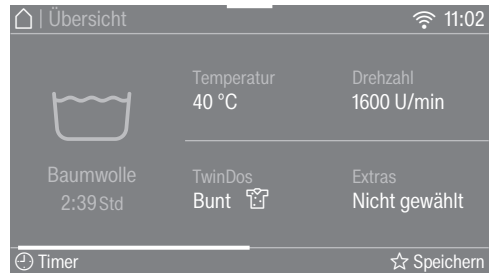 | Übersicht
11:02
Temperatur
40 °C
Drehzahl
1600 U/min
Baumwolle
2:39 Std
TwinDos
Bunt
Extras
Nicht gewählt
Timer
Speichern